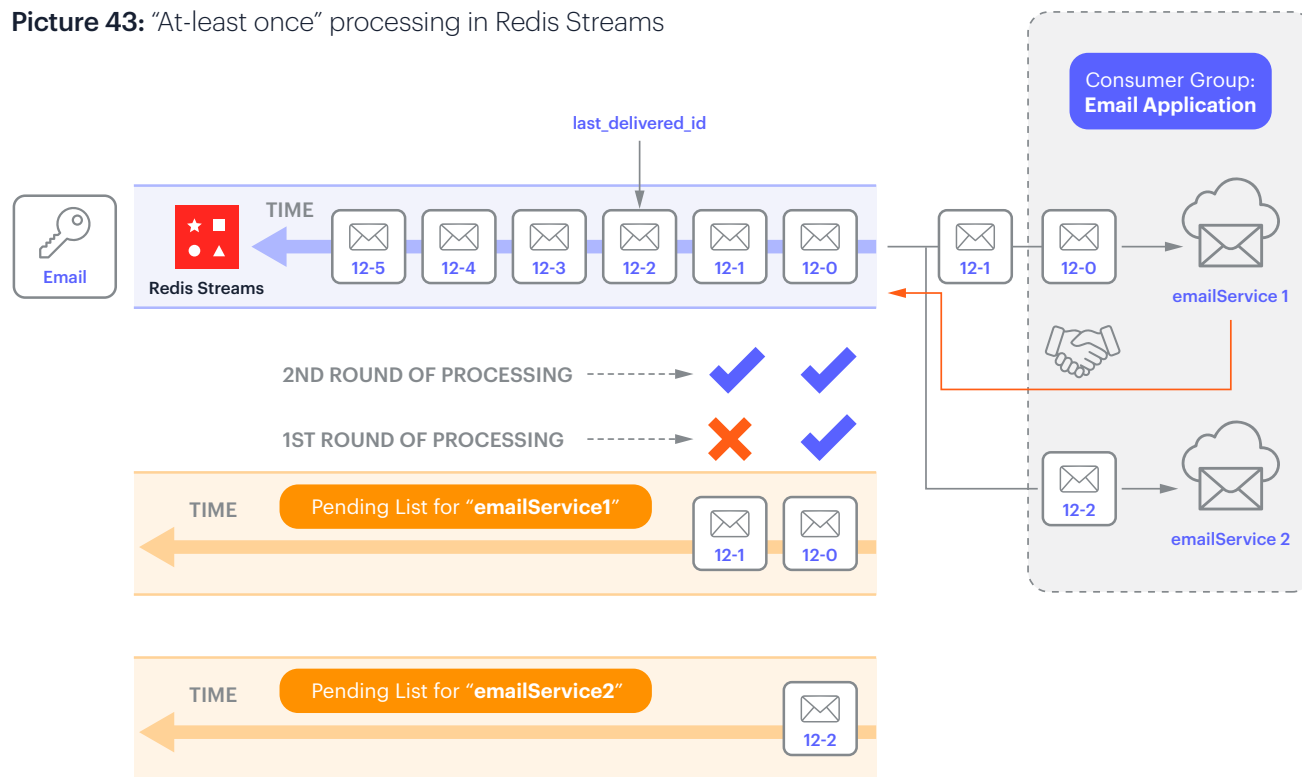 Picture 43: “At-least once” processing in Redis Streams
Consumer Group:
Email Application
last_delivered_id
Email
Redis Streams
TIME
12-5
12-4
12-3
12-2
12-1
12-0
12-1
12-0
emailService 1
2ND ROUND OF PROCESSING
1ST ROUND OF PROCESSING
12-2
emailService 2
TIME
Pending List for “emailService1”
12-1
12-0
TIME
Pending List for “emailService2”
12-2